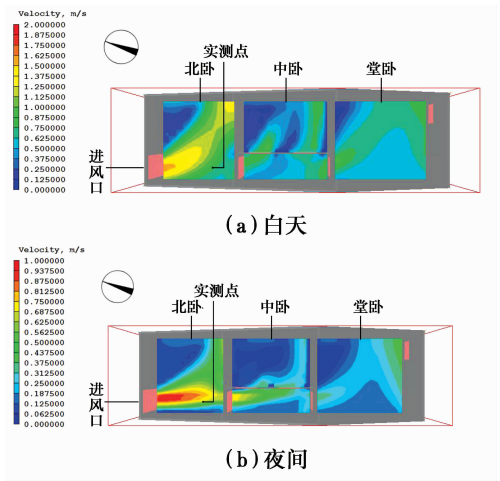 Velocity, m/s
2.000000
1.875000
1.750000
1.625000
1.500000
1.375000
1.250000
1.125000
1.000000
0.875000
0.750000
0.625000
0.500000
0.375000
0.250000
0.125000
0.000000
实测点
北卧
中卧
堂卧
进风口
(a)白天
Velocity, m/s
1.000000
0.937500
0.875000
0.812500
0.750000
0.687500
0.625000
0.562500
0.500000
0.437500
0.375000
0.312500
0.250000
0.187500
0.125000
0.062500
0.000000
实测点
北卧
中卧
堂卧
进风口
(b)夜间